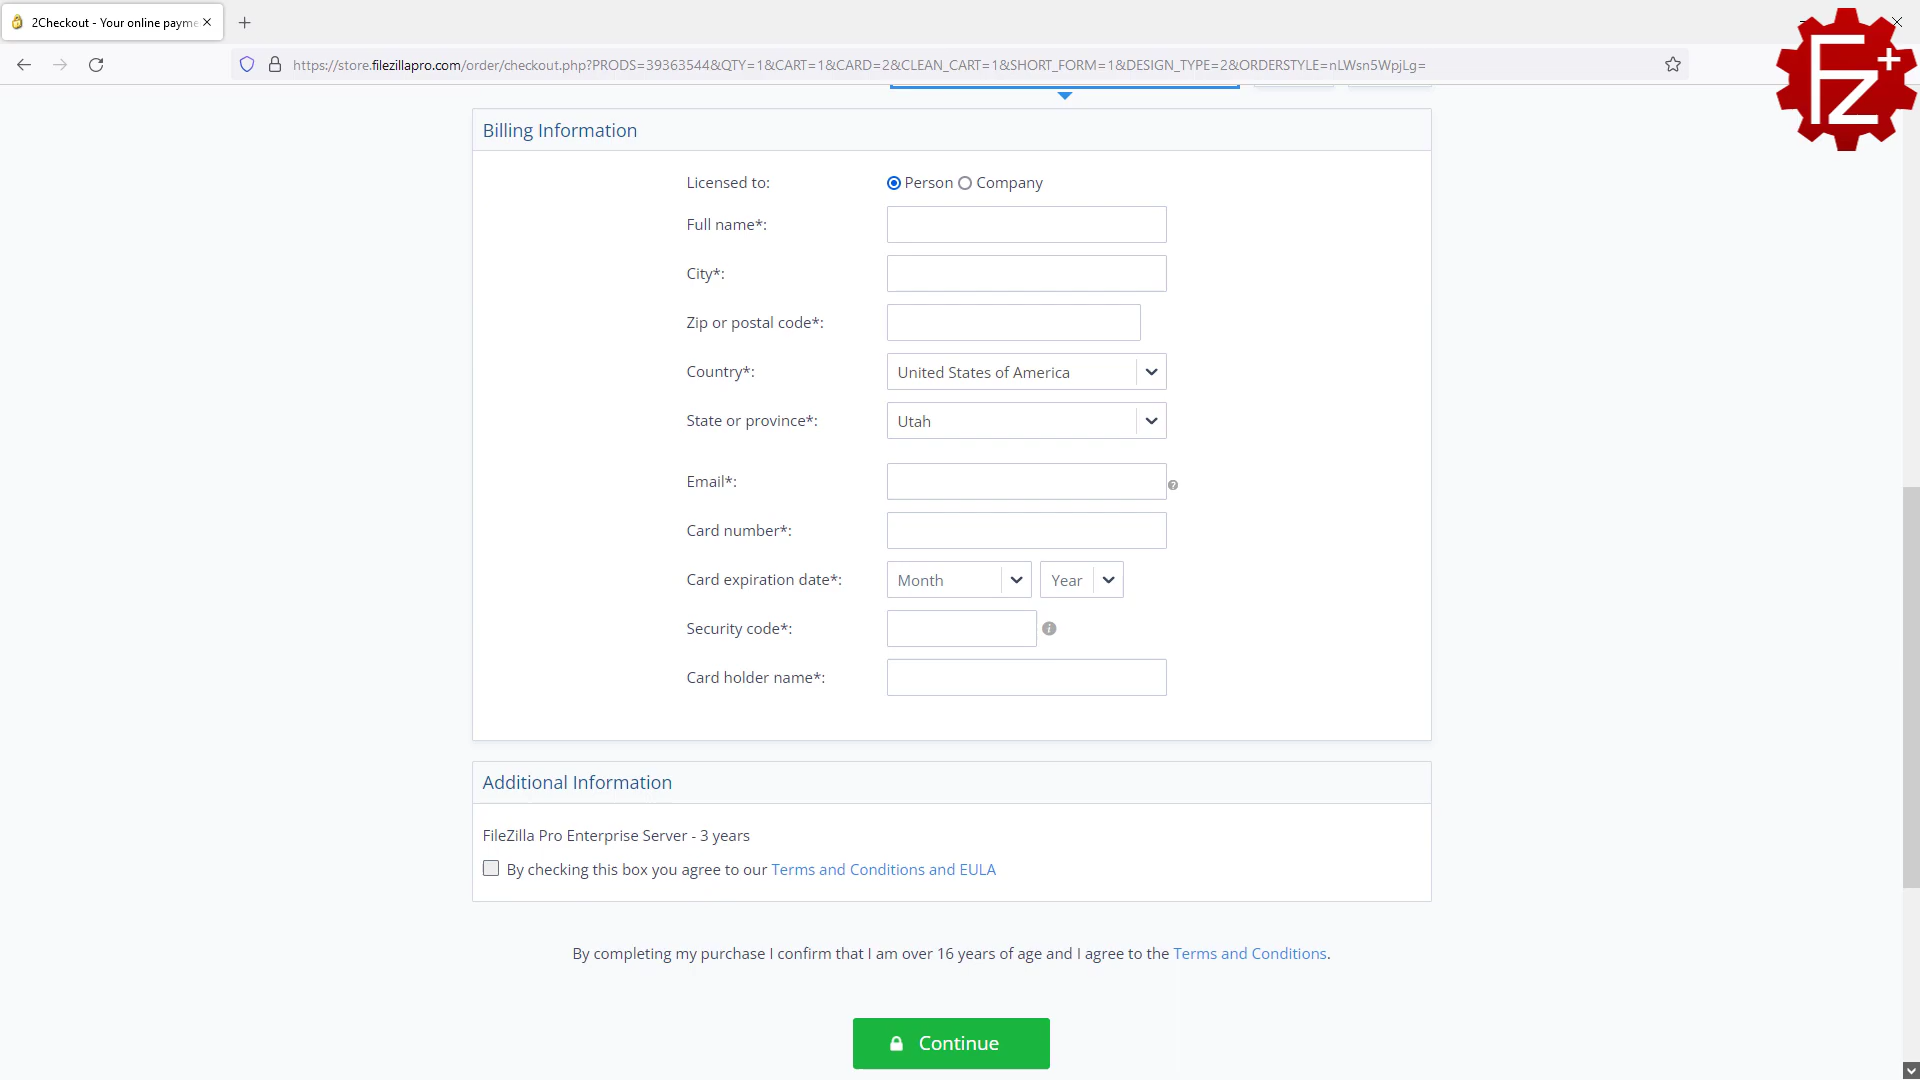 2Checkout - Your online payme
https://store.filezillapro.com/order/checkout.php?PRODS=39363544&QTY=1&CART=1&CARD=2&CLEAN_CART=1&SHORT_FORM=1&DESIGN_TYPE=2&ORDERSTYLE=nLWsn5WpjLg=
Fz+
Billing Information
Licensed to: Person Company
Full name*:
City*:
Zip or postal code*:
Country*: United States of America
State or province*: Utah
Email*:
Card number*:
Card expiration date*: Month Year
Security code*:
Card holder name*:
Additional Information
FileZilla Pro Enterprise Server - 3 years
By checking this box you agree to our Terms and Conditions and EULA
By completing my purchase I confirm that I am over 16 years of age and I agree to the Terms and Conditions.
Continue